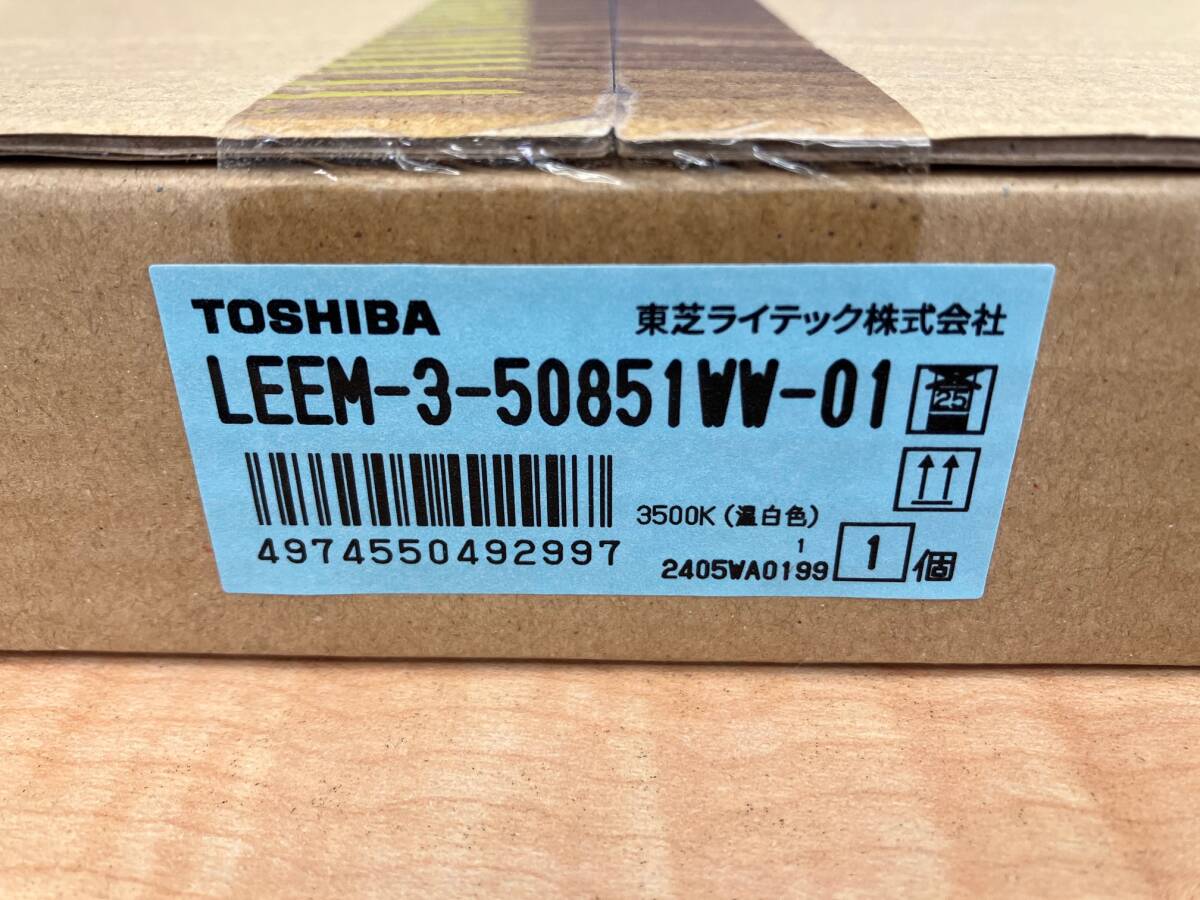 TOSHIBA 東芝ライテック株式会社
LEEM-3-50851WW-01
25
3500K(温白色)
4974550492997
1
2405WA0199 1個